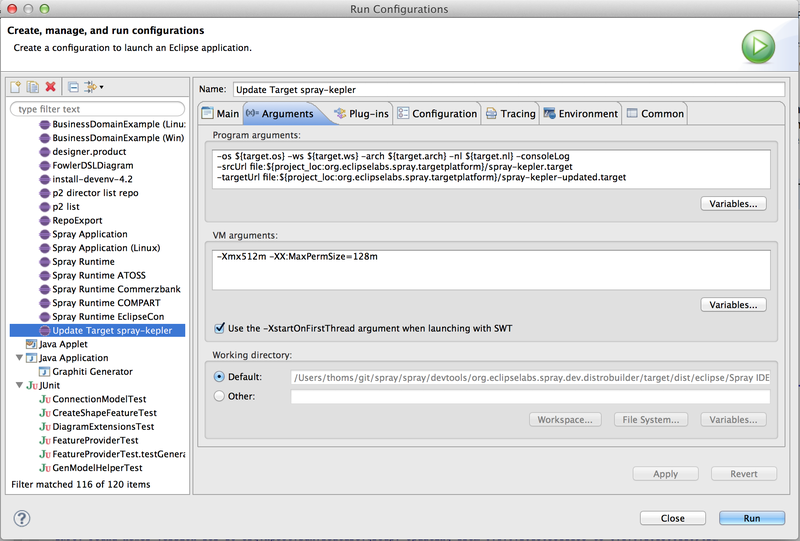 Run Configurations
Create, manage, and run configurations
Create a configuration to launch an Eclipse application.
type filter text
BusinessDomainExample (Linu:
BusinessDomainExample (Win)
designer.product
FowlerDSLDiagram
install-devenv-4.2
p2 director list repo
p2 list
RepoExport
Spray Application
Spray Application (Linux)
Spray Runtime
Spray Runtime ATOSS
Spray Runtime Commerzbank
Spray Runtime COMPART
Spray Runtime EclipseCon
Update Target spray-kepler
Java Applet
Java Application
Graphiti Generator
JUnit
ConnectionModelTest
CreateShapeFeatureTest
DiagramExtensionsTest
FeatureProviderTest
FeatureProviderTest.testGenera
GenModelHelperTest
Filter matched 116 of 120 items
Name: Update Target spray-kepler
Main (x)= Arguments Plug-ins Configuration Tracing Environment Common
Program arguments:
-os ${target.os} -ws ${target.ws} -arch ${target.arch} -nl ${target.nl} -consoleLog
-srcUrl file:${project_loc:org.eclipselabs.spray.targetplatform}/spray-kepler.target
-targetUrl file:${project_loc:org.eclipselabs.spray.targetplatform}/spray-kepler-updated.target
Variables...
VM arguments:
-Xmx512m -XX:MaxPermSize=128m
Variables...
Use the -XstartOnFirstThread argument when launching with SWT
Working directory:
Default: /Users/thoms/git/spray/spray/devtools/org.eclipselabs.spray.dev.distrobuilder/target/dist/eclipse/Spray IDE
Other:
Workspace... File System... Variables...
Apply Revert
? Close Run